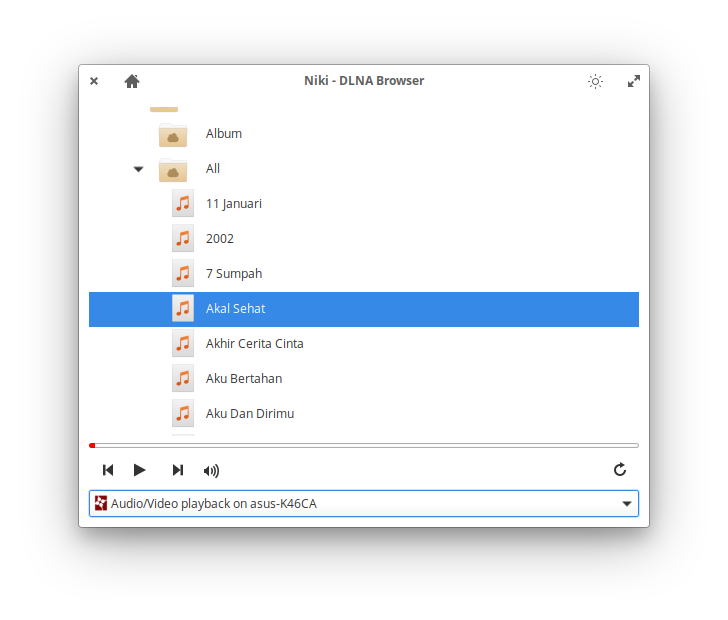 Niki - DLNA Browser
Album
All
11 Januari
2002
7 Sumpah
Akal Sehat
Akhir Cerita Cinta
Aku Bertahan
Aku Dan Dirimu
Audio/Video playback on asus-K46CA